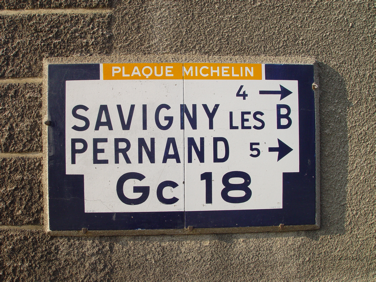 PLAQUE MICHELIN
4 →
SAVIGNY LES B
PERNAND 5 →
Gc 18